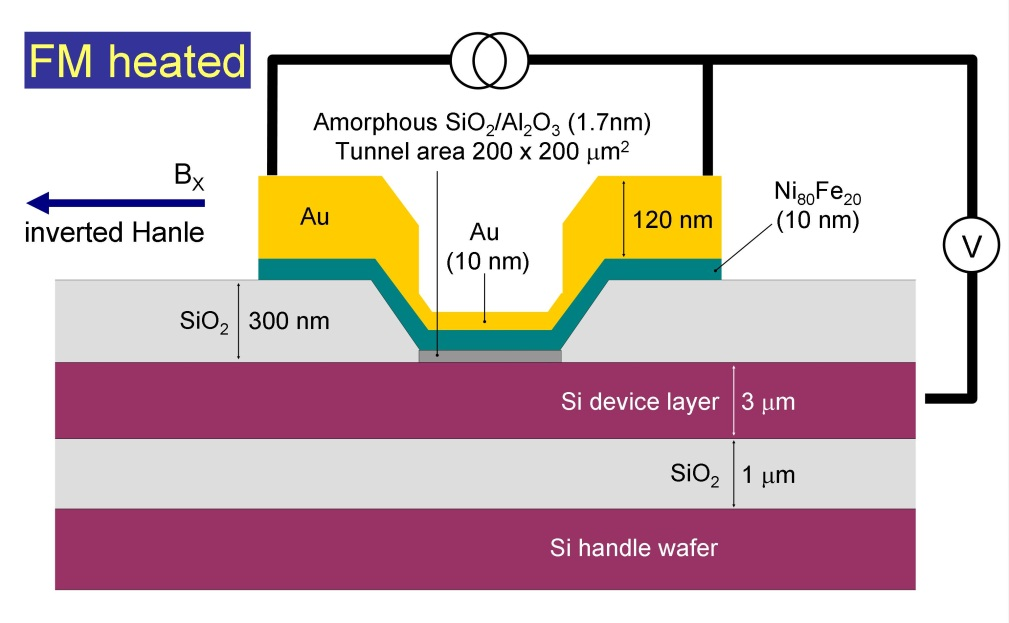 FM heated
Amorphous SiO₂/Al₂O₃ (1.7nm)
Tunnel area 200 x 200 μm²
Bₓ
inverted Hanle
Au
Au
(10 nm)
120 nm
Ni₈₀Fe₂₀
(10 nm)
V
SiO₂ 300 nm
Si device layer 3 μm
SiO₂ 1 μm
Si handle wafer